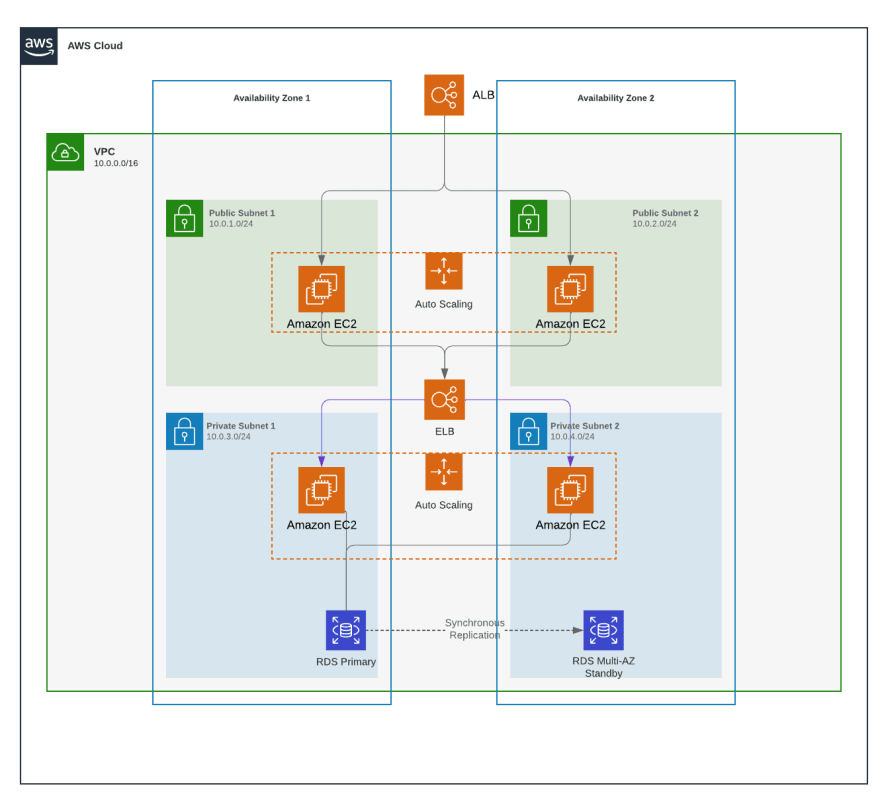 aws
AWS Cloud
Availability Zone 1
ALB
Availability Zone 2
VPC
10.0.0.0/16
Public Subnet 1
10.0.1.0/24
Public Subnet 2
10.0.2.0/24
Auto Scaling
Amazon EC2
Amazon EC2
ELB
Private Subnet 1
10.0.3.0/24
Private Subnet 2
10.0.4.0/24
Auto Scaling
Amazon EC2
Amazon EC2
Synchronous
Replication
RDS Primary
RDS Multi-AZ
Standby